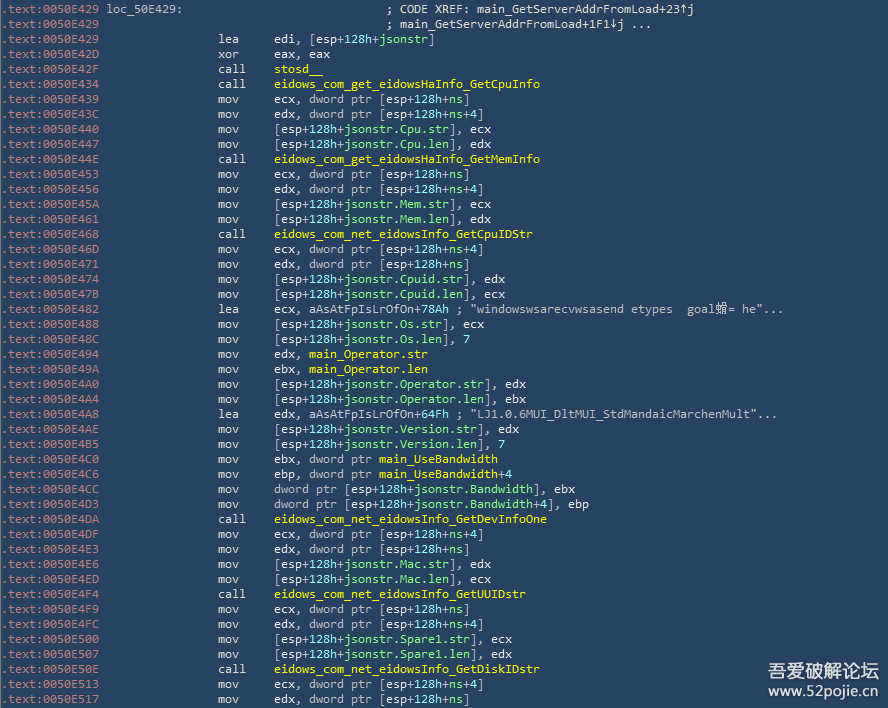 .text:0050E429 loc_50E429: ; CODE XREF: main_GetServerAddrFromLoad+23↑j
.text:0050E429 ; main_GetServerAddrFromLoad+1F1↓j ...
.text:0050E429 lea edi, [esp+128h+jsonstr]
.text:0050E42D xor eax, eax
.text:0050E42F call stosd__
.text:0050E434 call eidows_com_get_eidowsHaInfo_GetCpuInfo
.text:0050E439 mov ecx, dword ptr [esp+128h+ns]
.text:0050E43C mov edx, dword ptr [esp+128h+ns+4]
.text:0050E440 mov [esp+128h+jsonstr.Cpu.str], ecx
.text:0050E447 mov [esp+128h+jsonstr.Cpu.len], edx
.text:0050E44E call eidows_com_get_eidowsHaInfo_GetMemInfo
.text:0050E453 mov ecx, dword ptr [esp+128h+ns]
.text:0050E456 mov edx, dword ptr [esp+128h+ns+4]
.text:0050E45A mov [esp+128h+jsonstr.Mem.str], ecx
.text:0050E461 mov [esp+128h+jsonstr.Mem.len], edx
.text:0050E468 call eidows_com_net_eidowsInfo_GetCpuIDStr
.text:0050E46D mov ecx, dword ptr [esp+128h+ns+4]
.text:0050E471 mov edx, dword ptr [esp+128h+ns]
.text:0050E474 mov [esp+128h+jsonstr.Cpuid.str], edx
.text:0050E47B mov [esp+128h+jsonstr.Cpuid.len], ecx
.text:0050E482 lea ecx, aAsAtFpIsLrOfOn+78Ah ; "windowswsarecvwsasend etypes goal = he"...
.text:0050E488 mov [esp+128h+jsonstr.Os.str], ecx
.text:0050E48C mov [esp+128h+jsonstr.Os.len], 7
.text:0050E494 mov edx, main_Operator.str
.text:0050E49A mov ebx, main_Operator.len
.text:0050E4A0 mov [esp+128h+jsonstr.Operator.str], edx
.text:0050E4A4 mov [esp+128h+jsonstr.Operator.len], ebx
.text:0050E4A8 lea edx, aAsAtFpIsLrOfOn+64Fh ; "LJ1.0.6MUI_DltMUI_StdMandaicMarchenMult"...
.text:0050E4AE mov [esp+128h+jsonstr.Version.str], edx
.text:0050E4B5 mov [esp+128h+jsonstr.Version.len], 7
.text:0050E4C0 mov ebx, dword ptr main_UseBandwidth
.text:0050E4C6 mov ebp, dword ptr main_UseBandwidth+4
.text:0050E4CC mov dword ptr [esp+128h+jsonstr.Bandwidth], ebx
.text:0050E4D3 mov dword ptr [esp+128h+jsonstr.Bandwidth+4], ebp
.text:0050E4DA call eidows_com_net_eidowsInfo_GetDevInfoOne
.text:0050E4DF mov ecx, dword ptr [esp+128h+ns+4]
.text:0050E4E3 mov edx, dword ptr [esp+128h+ns]
.text:0050E4E6 mov [esp+128h+jsonstr.Mac.str], edx
.text:0050E4ED mov [esp+128h+jsonstr.Mac.len], ecx
.text:0050E4F4 call eidows_com_net_eidowsInfo_GetUUIDstr
.text:0050E4F9 mov ecx, dword ptr [esp+128h+ns]
.text:0050E4FC mov edx, dword ptr [esp+128h+ns+4]
.text:0050E500 mov [esp+128h+jsonstr.Spare1.str], ecx
.text:0050E507 mov [esp+128h+jsonstr.Spare1.len], edx
.text:0050E50E call eidows_com_net_eidowsInfo_GetDiskIDstr
.text:0050E513 mov ecx, dword ptr [esp+128h+ns+4]
.text:0050E517 mov edx, dword ptr [esp+128h+ns]
吾爱破解论坛
www.52pojie.cn